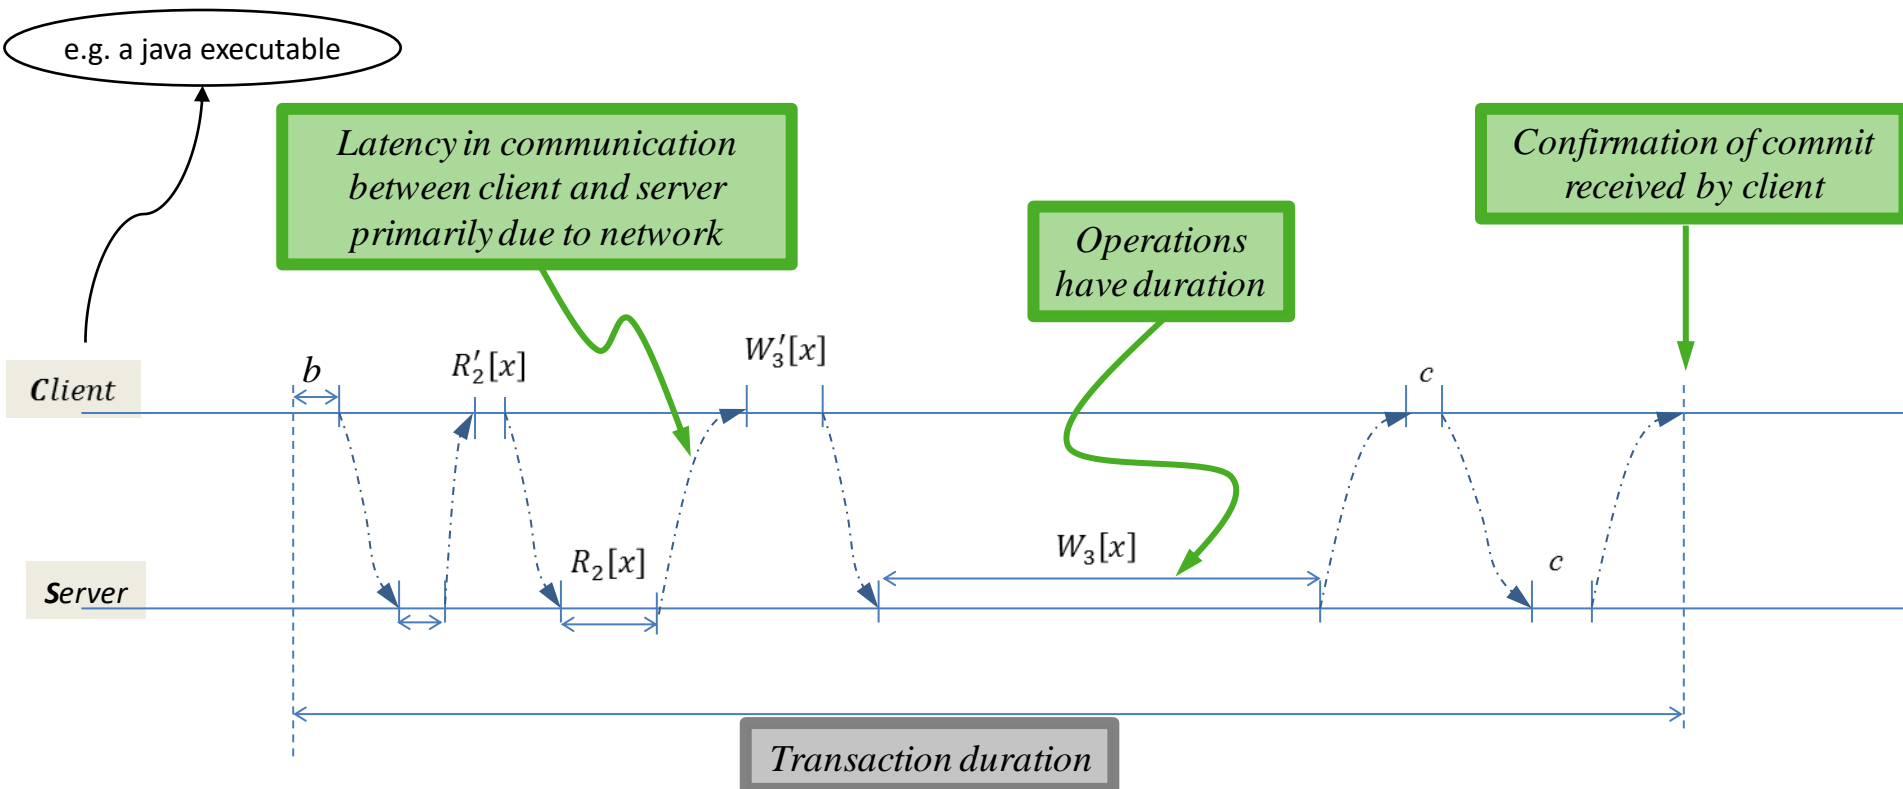 e.g. a java executable
Latency in communication
between client and server
primarily due to network
Confirmation of commit
received by client
Operations
have duration
b
R′₂[x]
W′₃[x]
c
Client
R₂[x]
W₃[x]
c
Server
Transaction duration